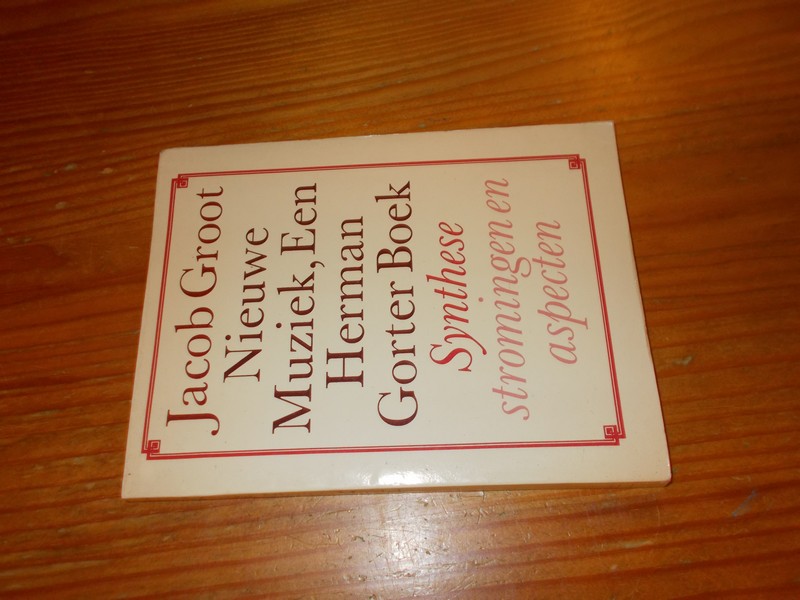 Jacob Groot
Nieuwe
Muziek, Een
Herman
Gorter Boek
Synthese
stromingen en
aspecten